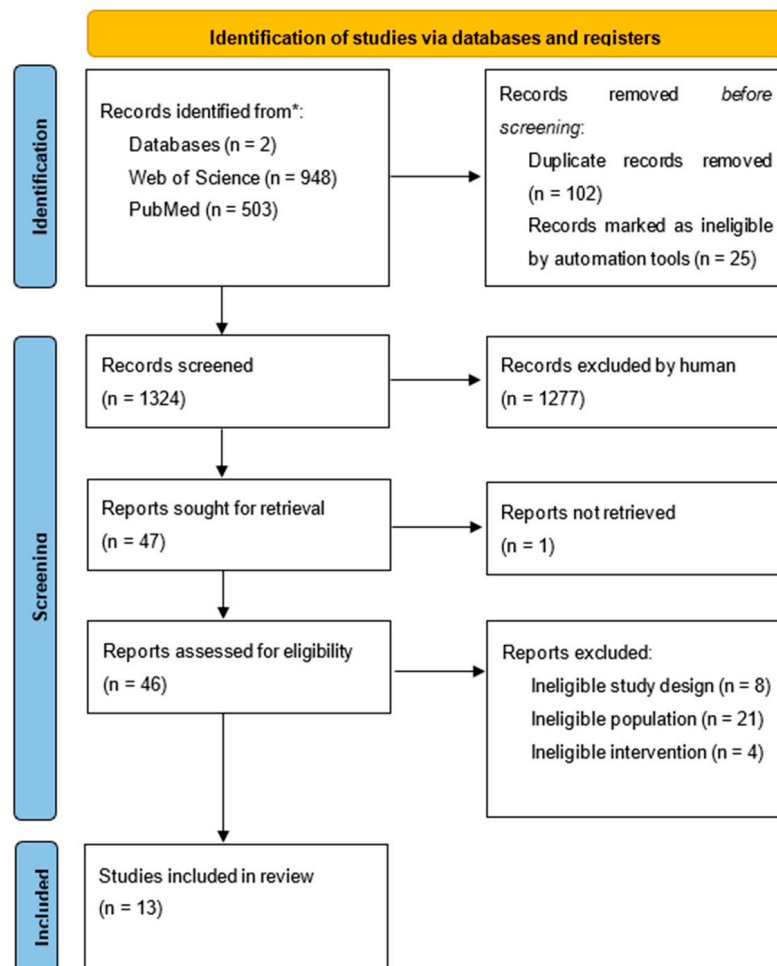 Identification of studies via databases and registers
Identification
Records identified from*:
Databases (n = 2)
Web of Science (n = 948)
PubMed (n = 503)
Records removed before
screening:
Duplicate records removed
(n = 102)
Records marked as ineligible
by automation tools (n = 25)
Screening
Records screened
(n = 1324)
Records excluded by human
(n = 1277)
Reports sought for retrieval
(n = 47)
Reports not retrieved
(n = 1)
Reports assessed for eligibility
(n = 46)
Reports excluded:
Ineligible study design (n = 8)
Ineligible population (n = 21)
Ineligible intervention (n = 4)
Included
Studies included in review
(n = 13)